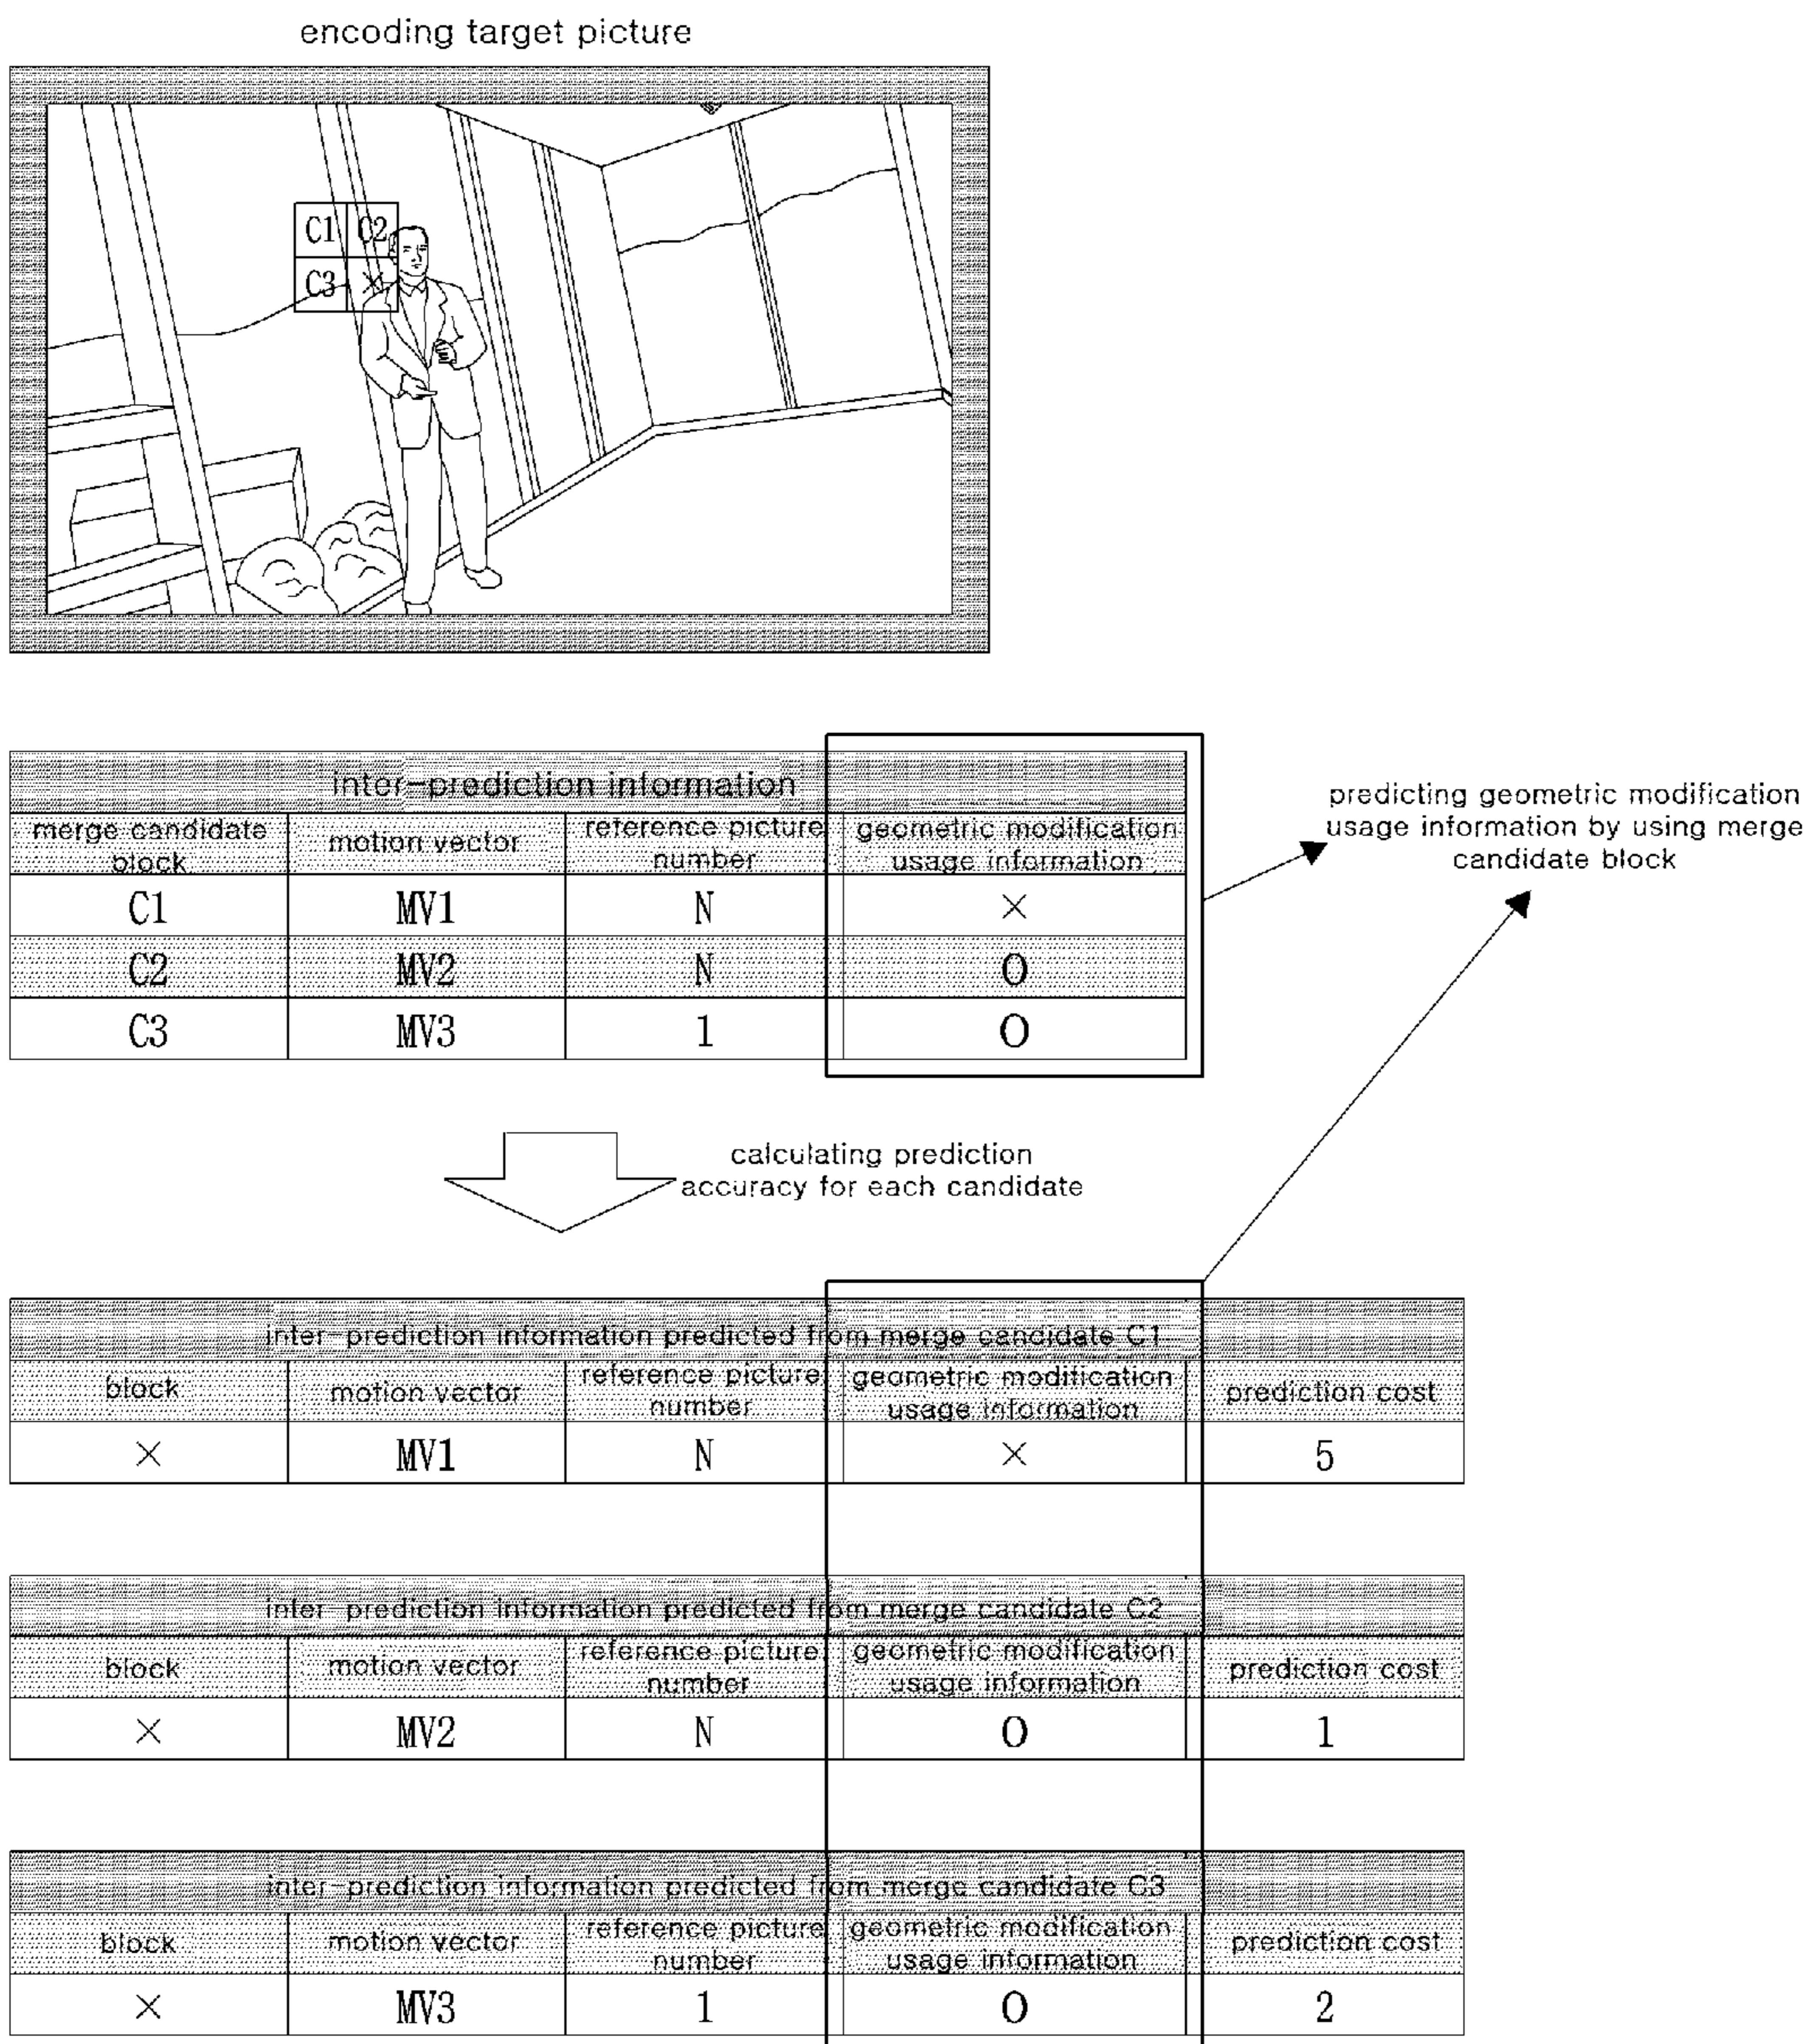 encoding target picture
C1 C2
C3 ×
inter-prediction information
merge candidate block motion vector reference picture number geometric modification usage information
C1 MV1 N ×
C2 MV2 N O
C3 MV3 1 O
predicting geometric modification
usage information by using merge
candidate block
calculating prediction
accuracy for each candidate
inter-prediction information predicted from merge candidate C1
block motion vector reference picture number geometric modification usage information prediction cost
× MV1 N × 5
inter-prediction information predicted from merge candidate C2
block motion vector reference picture number geometric modification usage information prediction cost
× MV2 N O 1
inter-prediction information predicted from merge candidate C3
block motion vector reference picture number geometric modification usage information prediction cost
× MV3 1 O 2